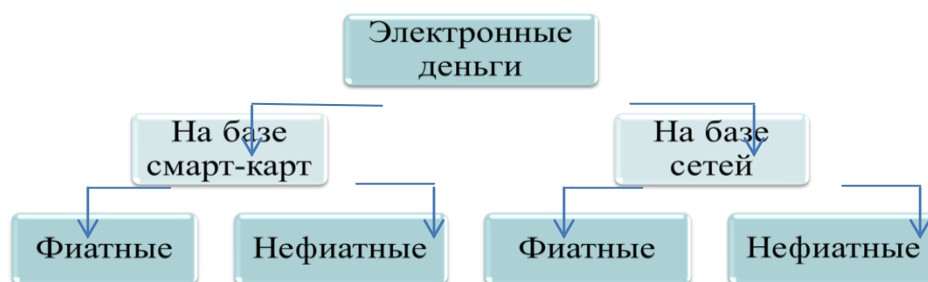 Электронные
деньги
На базе
смарт-карт
На базе
сетей
Фиатные
Нефиатные
Фиатные
Нефиатные